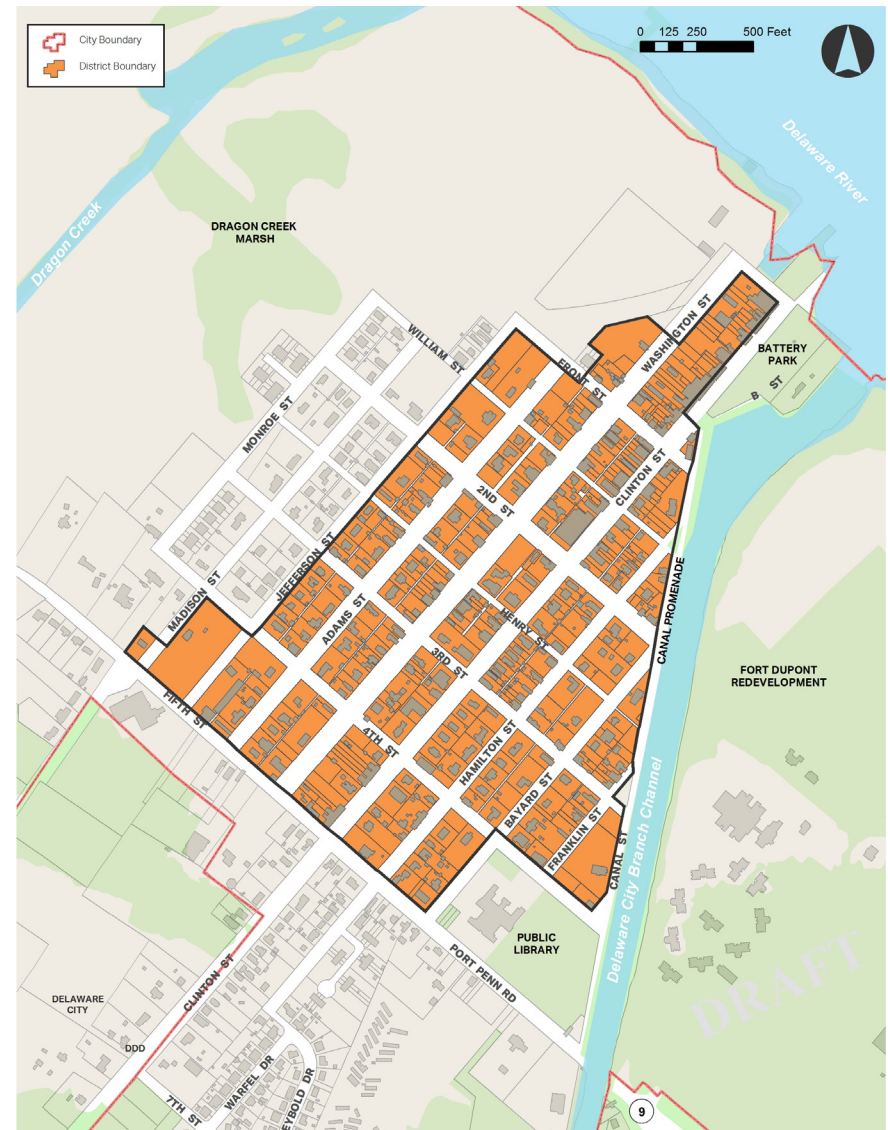 City Boundary
District Boundary
0 125 250 500 Feet
Delaware River
Dragon Creek
DRAGON CREEK
MARSH
WILLIAM ST
WASHINGTON ST
FRONT ST
BATTERY
PARK
B ST
MONROE ST
CLINTON ST
2ND ST
JEFFERSON ST
MADISON ST
ADAMS ST
HENRY ST
CANAL PROMENADE
3RD ST
FORT DUPONT
REDEVELOPMENT
FIFTH ST
4TH ST
HAMILTON ST
BAYARD ST
FRANKLIN ST
CANAL ST
Delaware City Branch Channel
PUBLIC
LIBRARY
PORT PENN RD
CLINTON ST
DELAWARE
CITY
DDD
DRAFT
WARFEL DR
EYBOLD DR
7TH ST
9